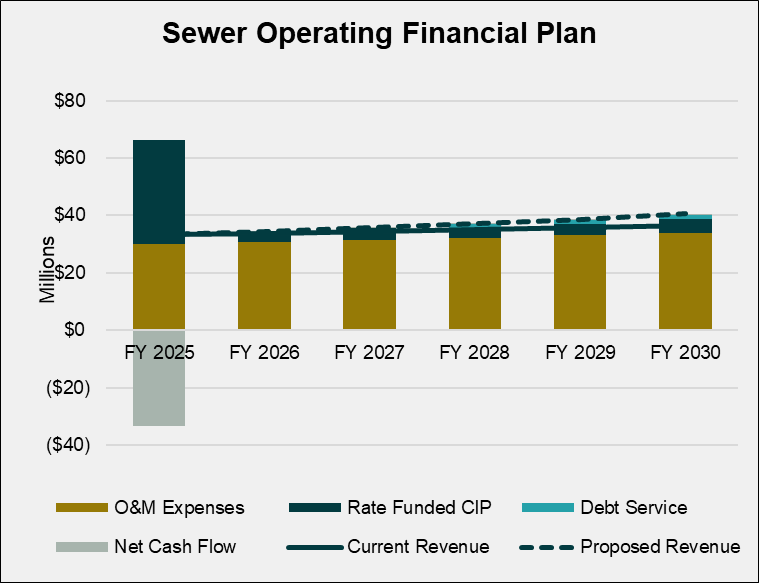 Sewer Operating Financial Plan
$80
$60
$40
$20
$0
($20)
($40)
Millions
FY 2025 FY 2026 FY 2027 FY 2028 FY 2029 FY 2030
O&M Expenses Rate Funded CIP Debt Service
Net Cash Flow Current Revenue Proposed Revenue